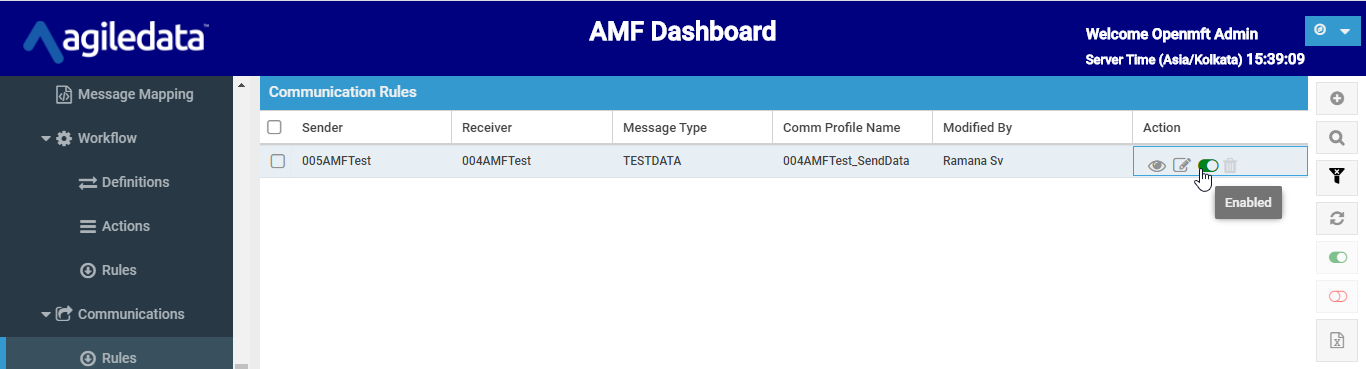 agiledata™
AMF Dashboard
Welcome Openmft Admin
Server Time (Asia/Kolkata) 15:39:09
Message Mapping
Workflow
Definitions
Actions
Rules
Communications
Rules
Communication Rules
Sender Receiver Message Type Comm Profile Name Modified By Action
005AMFTest 004AMFTest TESTDATA 004AMFTest_SendData Ramana Sv
Enabled